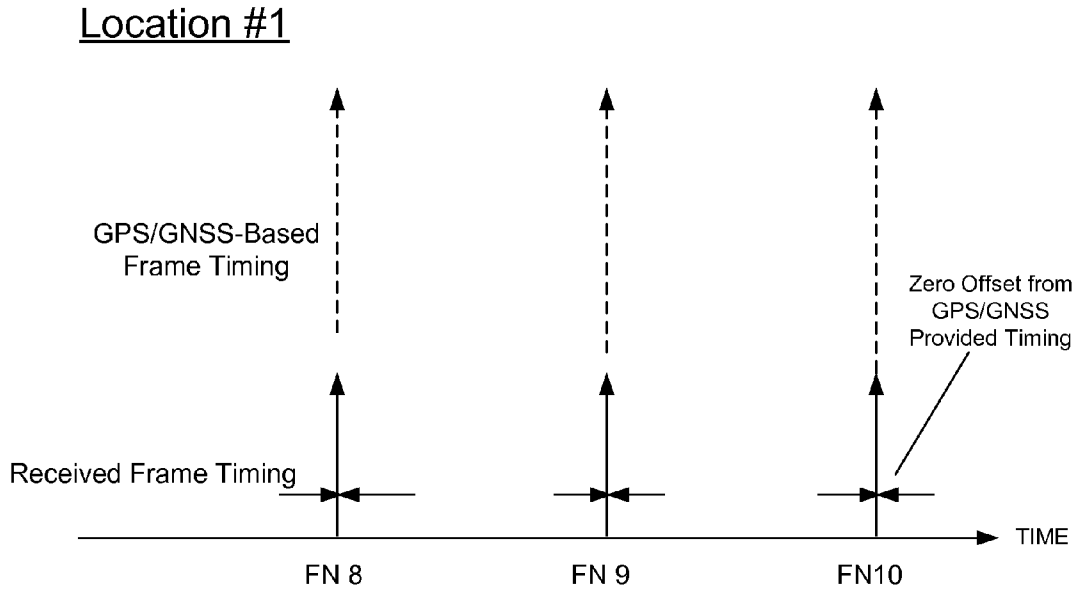 Location #1
GPS/GNSS-Based
Frame Timing
Zero Offset from
GPS/GNSS
Provided Timing
Received Frame Timing
TIME
FN 8
FN 9
FN10